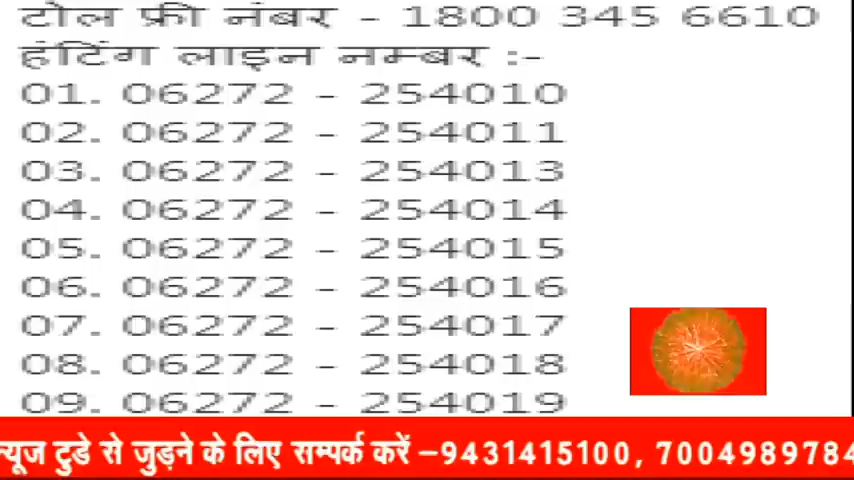 टोल फ्री नंबर - 1800 345 6610
हंटिंग लाइन नम्बर :-
01. 06272 - 254010
02. 06272 - 254011
03. 06272 - 254013
04. 06272 - 254014
05. 06272 - 254015
06. 06272 - 254016
07. 06272 - 254017
08. 06272 - 254018
09. 06272 - 254019
न्यूज टुडे से जुड़ने के लिए सम्पर्क करें –9431415100, 7004989784